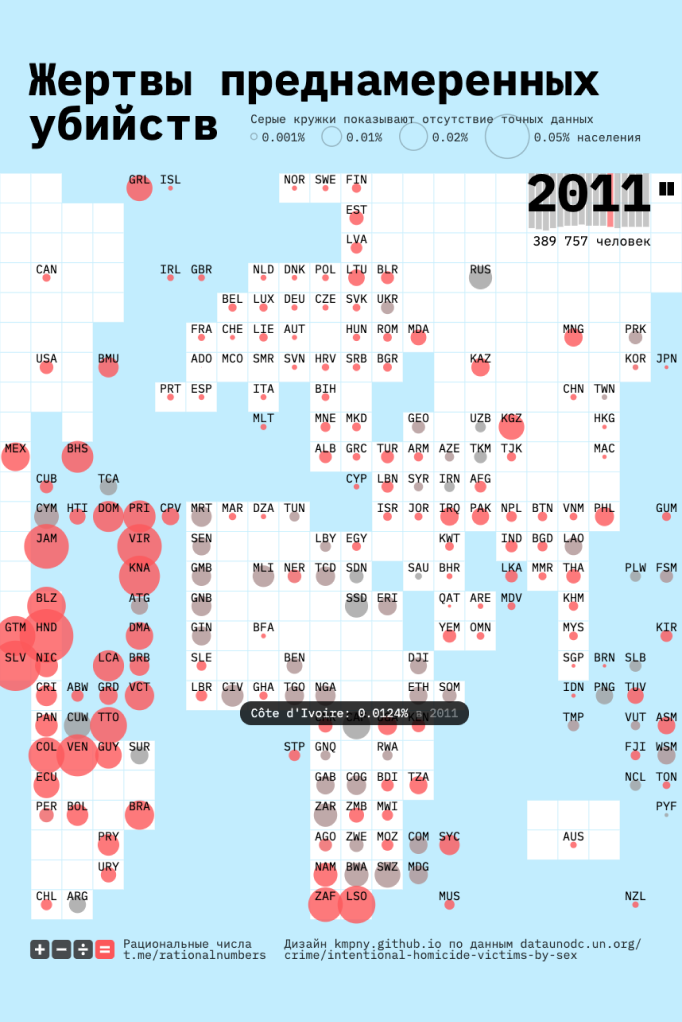 Жертвы преднамеренных
убийств
Серые кружки показывают отсутствие точных данных
0.001% 0.01% 0.02% 0.05% населения
GRL ISL NOR SWE FIN
2011
EST
LVA 389 757 человек
CAN IRL GBR NLD DNK POL LTU BLR RUS
BEL LUX DEU CZE SVK UKR
FRA CHE LIE AUT HUN ROM MDA MNG PRK
USA BMU ADO MCO SMR SVN HRV SRB BGR KAZ KOR JPN
PRT ESP ITA BIH CHN TWN
MLT MNE MKD GEO UZB KGZ HKG
MEX BHS ALB GRC TUR ARM AZE TKM TJK MAC
CUB TCA CYP LBN SYR IRN AFG
CYM HTI DOM PRI CPV MRT MAR DZA TUN ISR JOR IRQ PAK NPL BTN VNM PHL GUM
JAM VIR SEN LBY EGY KWT IND BGD LAO
KNA GMB MLI NER TCD SDN SAU BHR LKA MMR THA PLW FSM
BLZ ATG GNB SSD ERI QAT ARE MDV KHM
GTM HND DMA GIN BFA YEM OMN MYS KIR
SLV NIC LCA BRB SLE BEN DJI SGP BRN SLB
CRI ABW GRD VCT LBR CIV GHA TGO NGA ETH SOM IDN PNG TUV
Côte d'Ivoire: 0.0124% в 2011
PAN CUW TTO TMP VUT ASM
COL VEN GUY SUR STP GNQ RWA FJI WSM
ECU GAB COG BDI TZA NCL TON
PER BOL BRA ZAR ZMB MWI PYF
PRY AGO ZWE MOZ COM SYC AUS
URY NAM BWA SWZ MDG
CHL ARG ZAF LSO MUS NZL
Рациональные числа
t.me/rationalnumbers
Дизайн kmpny.github.io по данным dataunodc.un.org/
crime/intentional-homicide-victims-by-sex